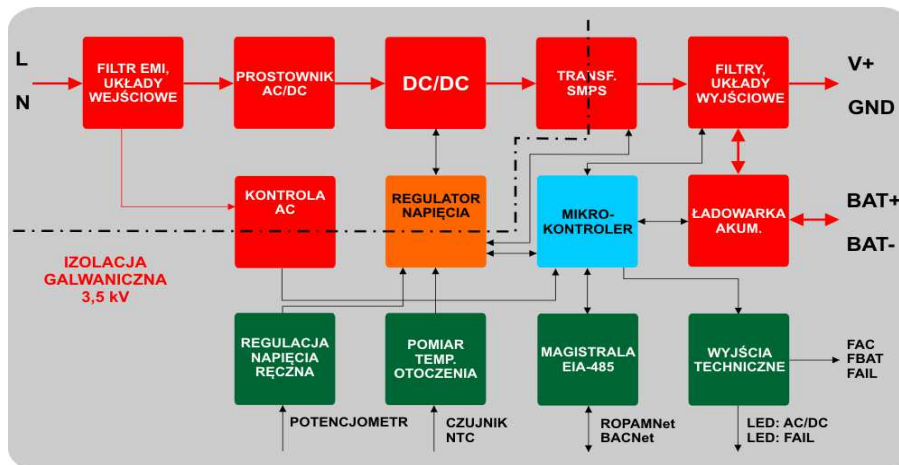 L
N
FILTR EMI,
UKŁADY
WEJŚCIOWE
PROSTOWNIK
AC/DC
DC/DC
TRANSF.
SMPS
FILTRY,
UKŁADY
WYJŚCIOWE
V+
GND
KONTROLA
AC
REGULATOR
NAPIĘCIA
MIKRO-
KONTROLER
ŁADOWARKA
AKUM.
BAT+
BAT-
IZOLACJA
GALWANICZNA
3,5 kV
REGULACJA
NAPIĘCIA
RĘCZNA
POMIAR
TEMP.
OTOCZENIA
MAGISTRALA
EIA-485
WYJŚCIA
TECHNICZNE
FAC
FBAT
FAIL
POTENCJOMETR
CZUJNIK
NTC
ROPAMNet
BACNet
LED: AC/DC
LED: FAIL